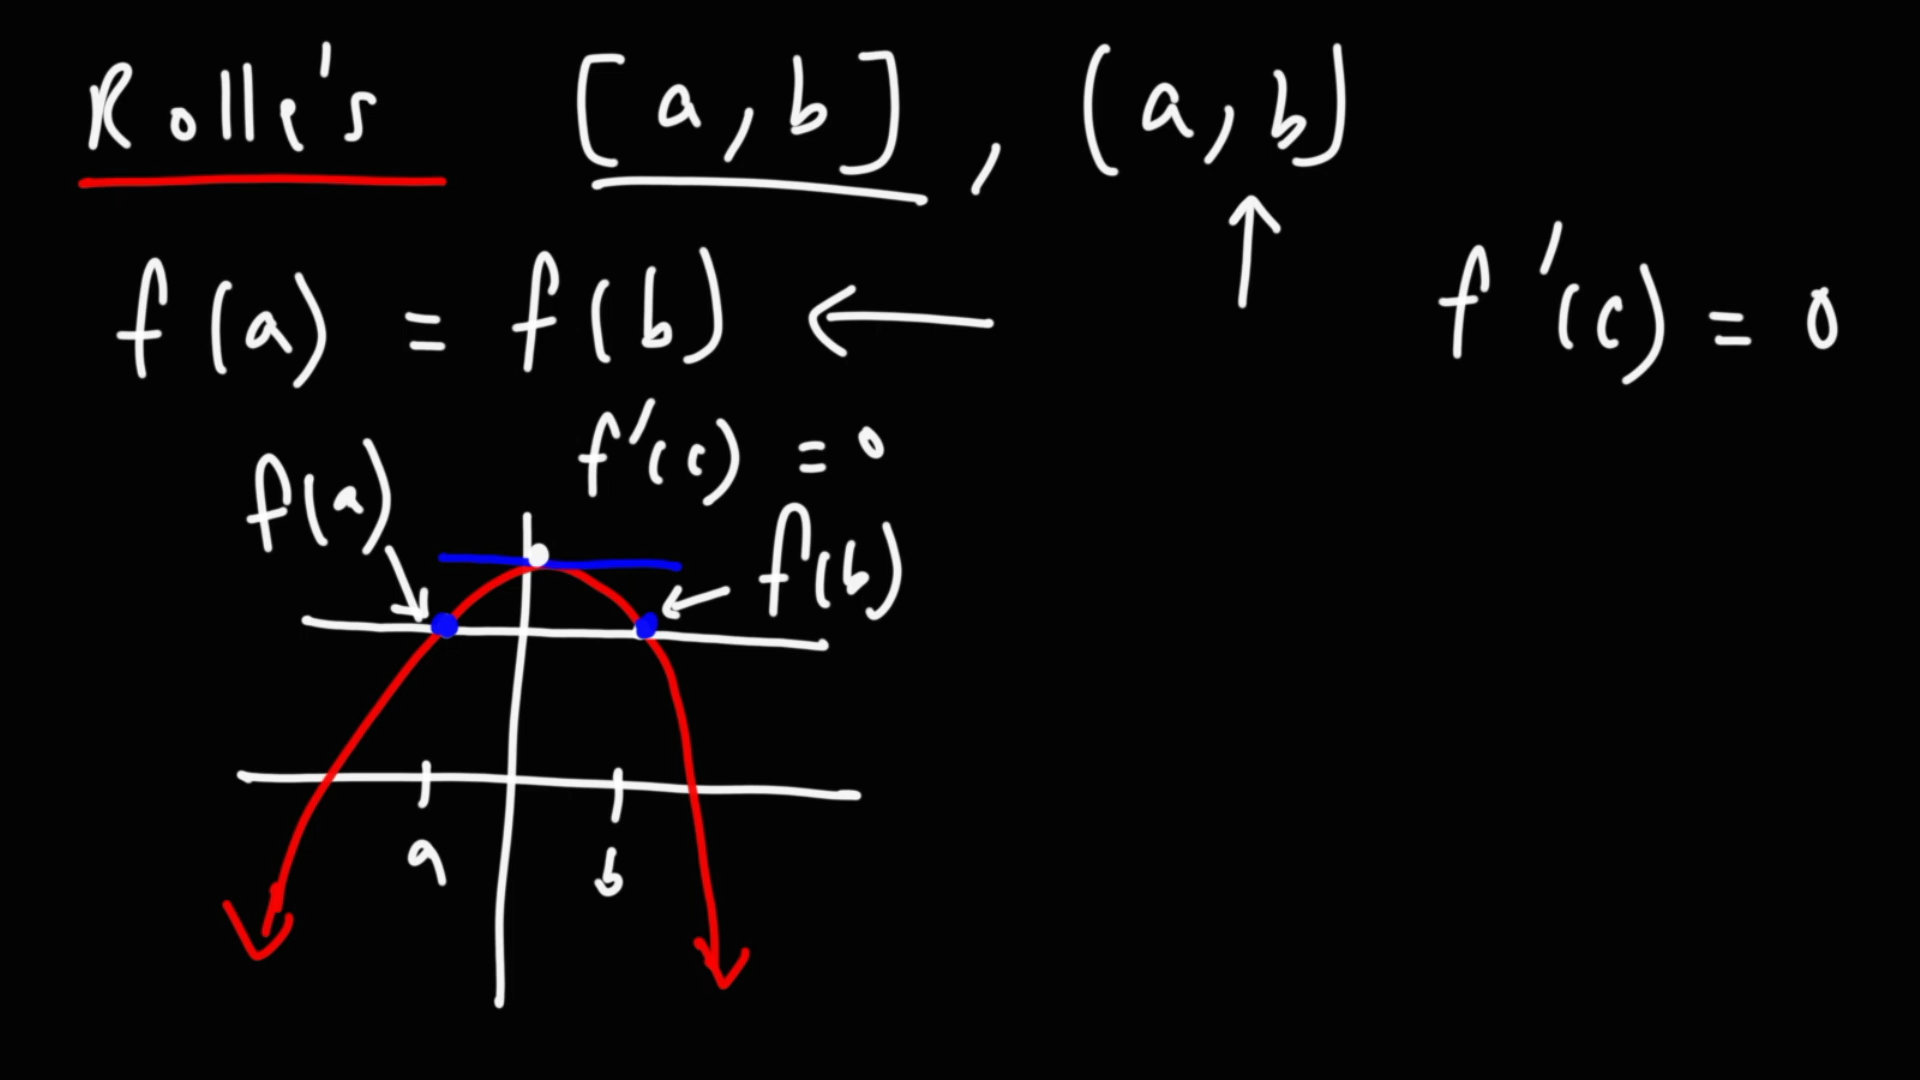 Rolle's [a, b], (a, b)
f(a) = f(b) ← f'(c) = 0
f'(c) = 0
f(a) f(b)
a b